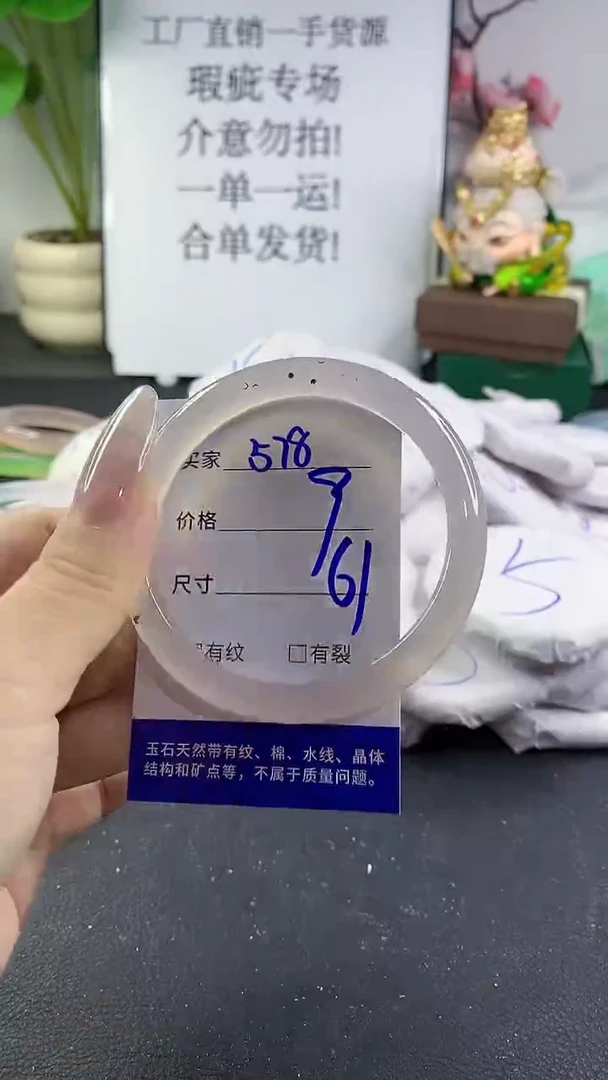 工厂直销一手货源
瑕疵专场
介意勿拍!
一单一运!
合单发货!
买家 578
价格 9
尺寸 61
有纹 □有裂
玉石天然带有纹、棉、水线、晶体
结构和矿点等，不属于质量问题。
5